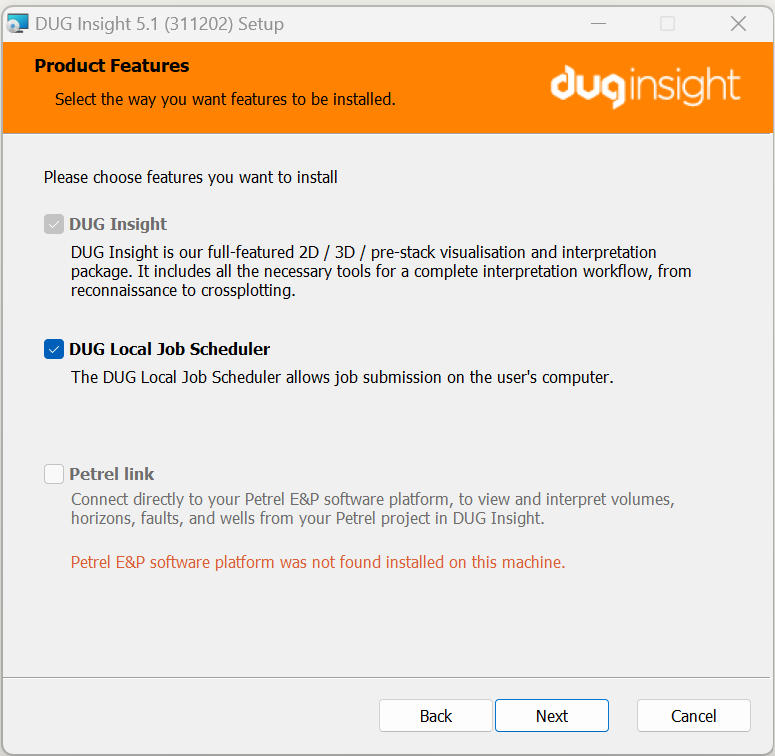 DUG Insight 5.1 (311202) Setup
Product Features
Select the way you want features to be installed.
duginsight
Please choose features you want to install
DUG Insight
DUG Insight is our full-featured 2D / 3D / pre-stack visualisation and interpretation
package. It includes all the necessary tools for a complete interpretation workflow, from
reconnaissance to crossplotting.
DUG Local Job Scheduler
The DUG Local Job Scheduler allows job submission on the user's computer.
Petrel link
Connect directly to your Petrel E&P software platform, to view and interpret volumes,
horizons, faults, and wells from your Petrel project in DUG Insight.
Petrel E&P software platform was not found installed on this machine.
Back Next Cancel